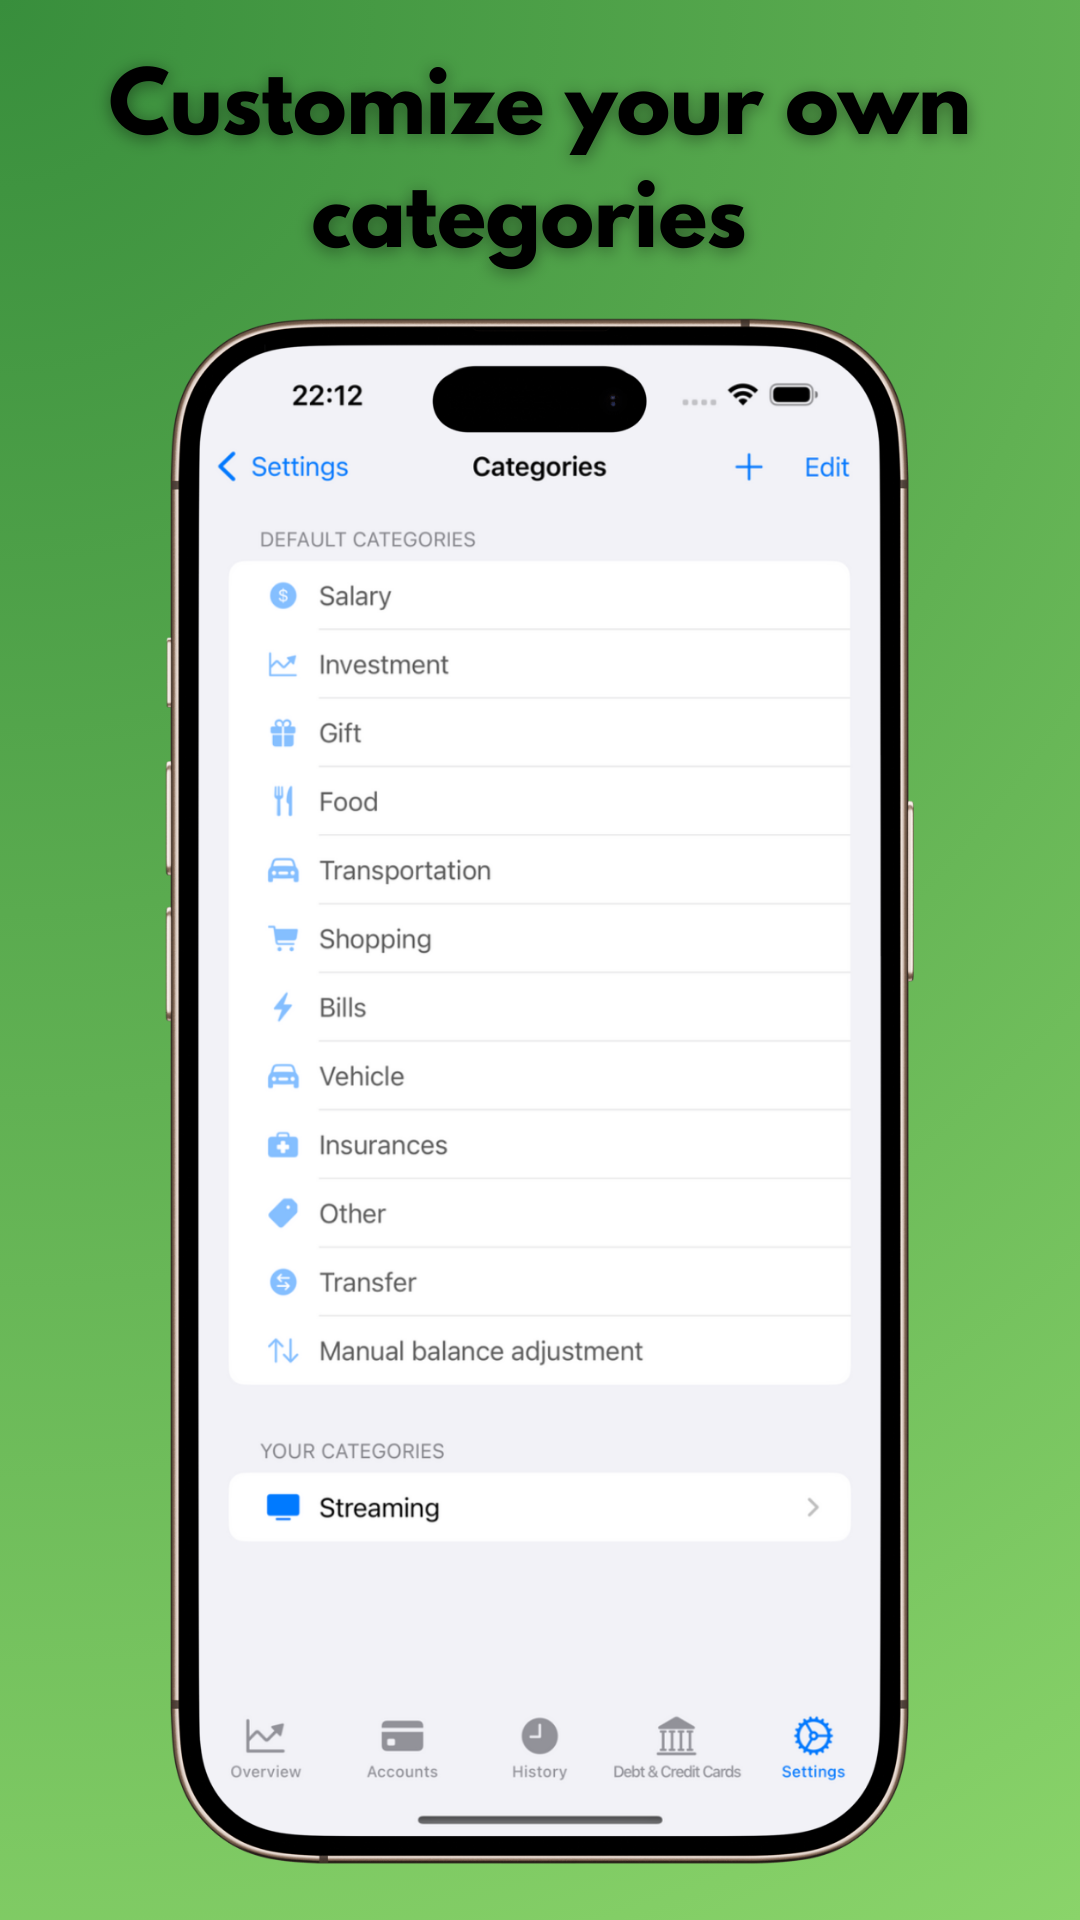 Customize your own
categories
22:12
Settings
Categories
Edit
DEFAULT CATEGORIES
Salary
Investment
Gift
Food
Transportation
Shopping
Bills
Vehicle
Insurances
Other
Transfer
Manual balance adjustment
YOUR CATEGORIES
Streaming
Overview
Accounts
History
Debt & Credit Cards
Settings